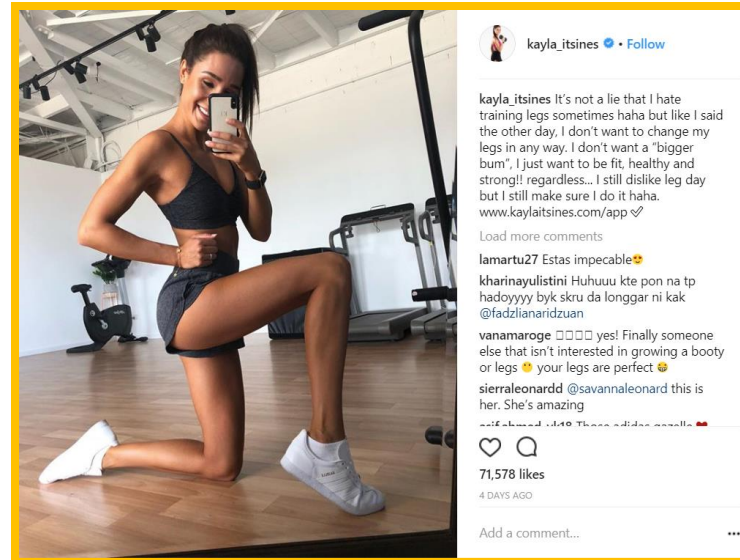 kayla_itsines • Follow
kayla_itsines It's not a lie that I hate
training legs sometimes haha but like I said
the other day, I don't want to change my
legs in any way. I don't want a "bigger
bum", I just want to be fit, healthy and
strong!! regardless... I still dislike leg day
but I still make sure I do it haha.
www.kaylaitsines.com/app
Load more comments
lamartu27 Estas impecable😍
kharinayulistini Huhuuu kte pon na tp
hadoyyyy byk skru da longgar ni kak
@fadzlianaridzuan
vanamaroge □□□□ yes! Finally someone
else that isn't interested in growing a booty
or legs 😬 your legs are perfect 😂
sierraleonardd @savannaleonard this is
her. She's amazing
71,578 likes
4 DAYS AGO
Add a comment...